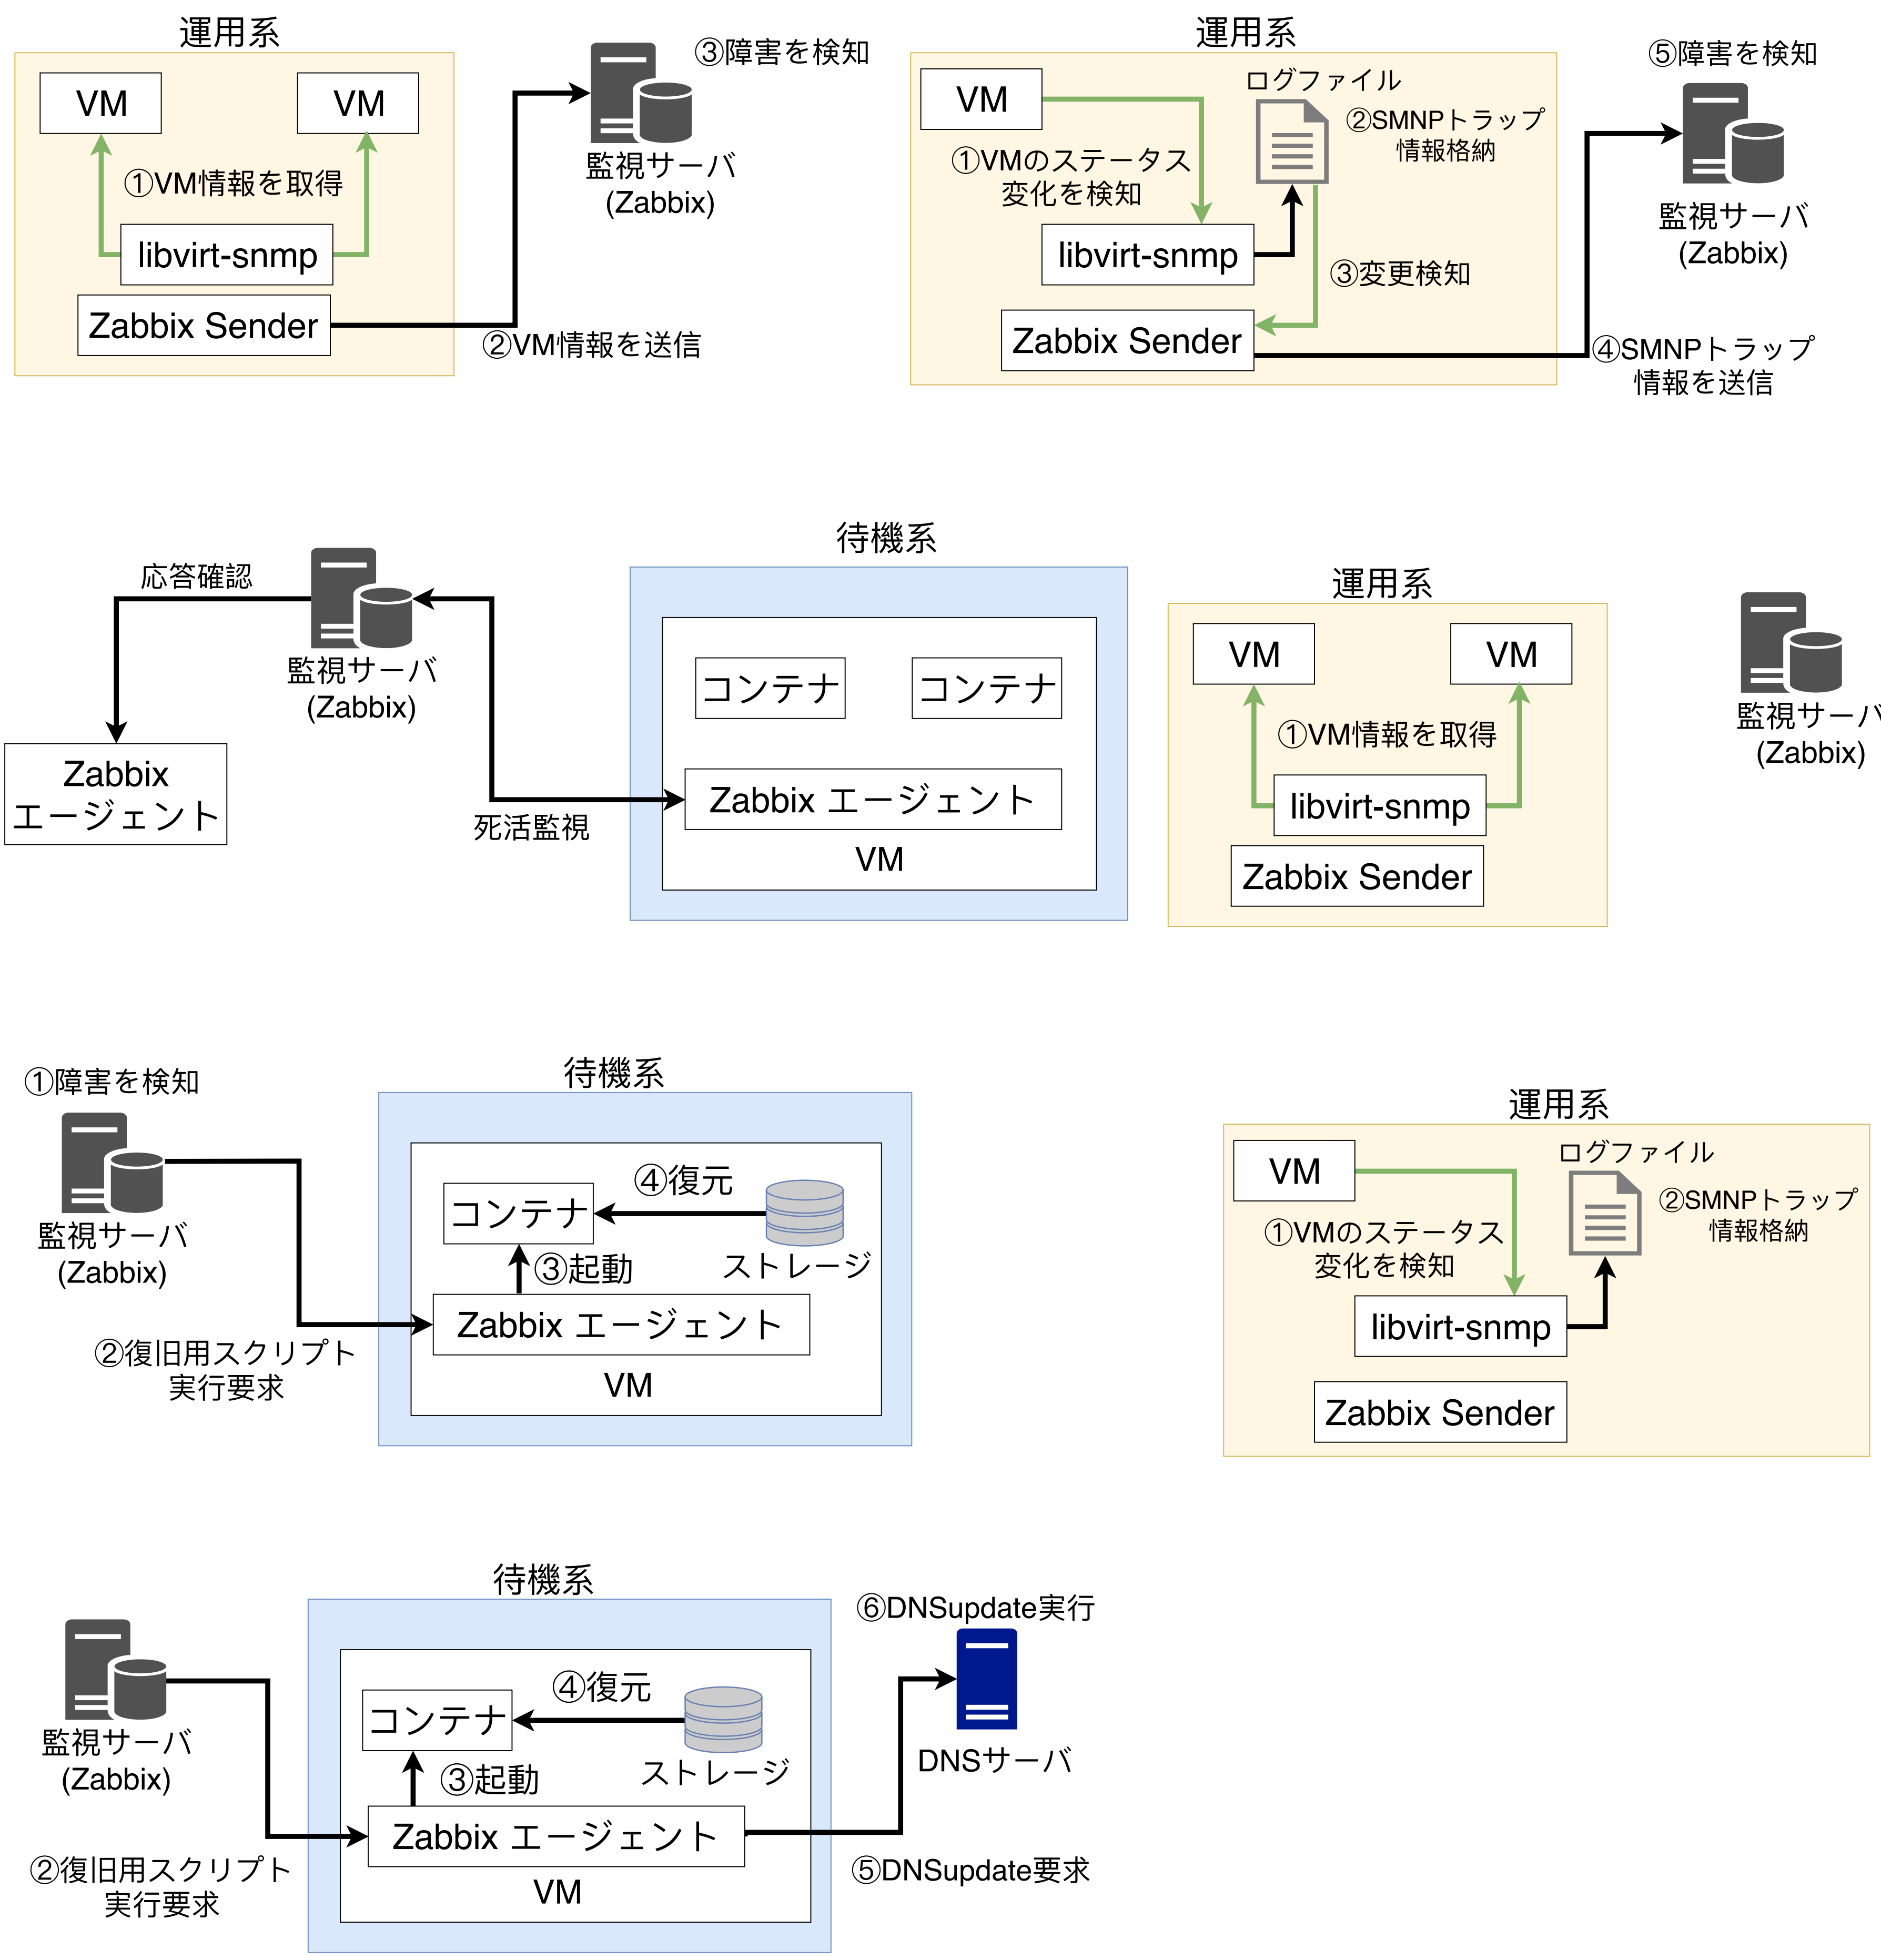 運用系
VM
VM
①VM情報を取得
libvirt-snmp
Zabbix Sender
②VM情報を送信
③障害を検知
監視サーバ
(Zabbix)
運用系
VM
ログファイル
②SMNPトラップ
情報格納
①VMのステータス
変化を検知
libvirt-snmp
③変更検知
Zabbix Sender
④SMNPトラップ
情報を送信
⑤障害を検知
監視サーバ
(Zabbix)
応答確認
監視サーバ
(Zabbix)
Zabbix
エージェント
死活監視
待機系
コンテナ
コンテナ
Zabbix エージェント
VM
運用系
VM
VM
①VM情報を取得
libvirt-snmp
Zabbix Sender
監視サーバ
(Zabbix)
①障害を検知
監視サーバ
(Zabbix)
②復旧用スクリプト
実行要求
待機系
④復元
コンテナ
ストレージ
③起動
Zabbix エージェント
VM
運用系
VM
ログファイル
②SMNPトラップ
情報格納
①VMのステータス
変化を検知
libvirt-snmp
Zabbix Sender
監視サーバ
(Zabbix)
②復旧用スクリプト
実行要求
待機系
④復元
コンテナ
ストレージ
③起動
Zabbix エージェント
VM
⑥DNSupdate実行
DNSサーバ
⑤DNSupdate要求